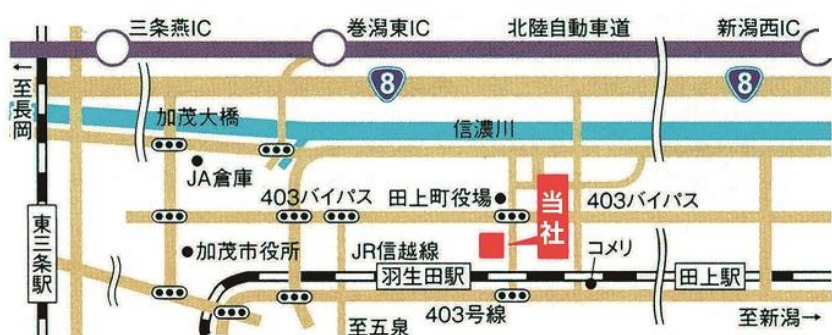 三条燕IC
巻潟東IC
北陸自動車道
新潟西IC
←至長岡
8
8
加茂大橋
信濃川
JA倉庫
403バイパス
田上町役場
当社
403バイパス
東三条駅
加茂市役所
JR信越線
コメリ
羽生田駅
田上駅
403号線
至五泉
至新潟→